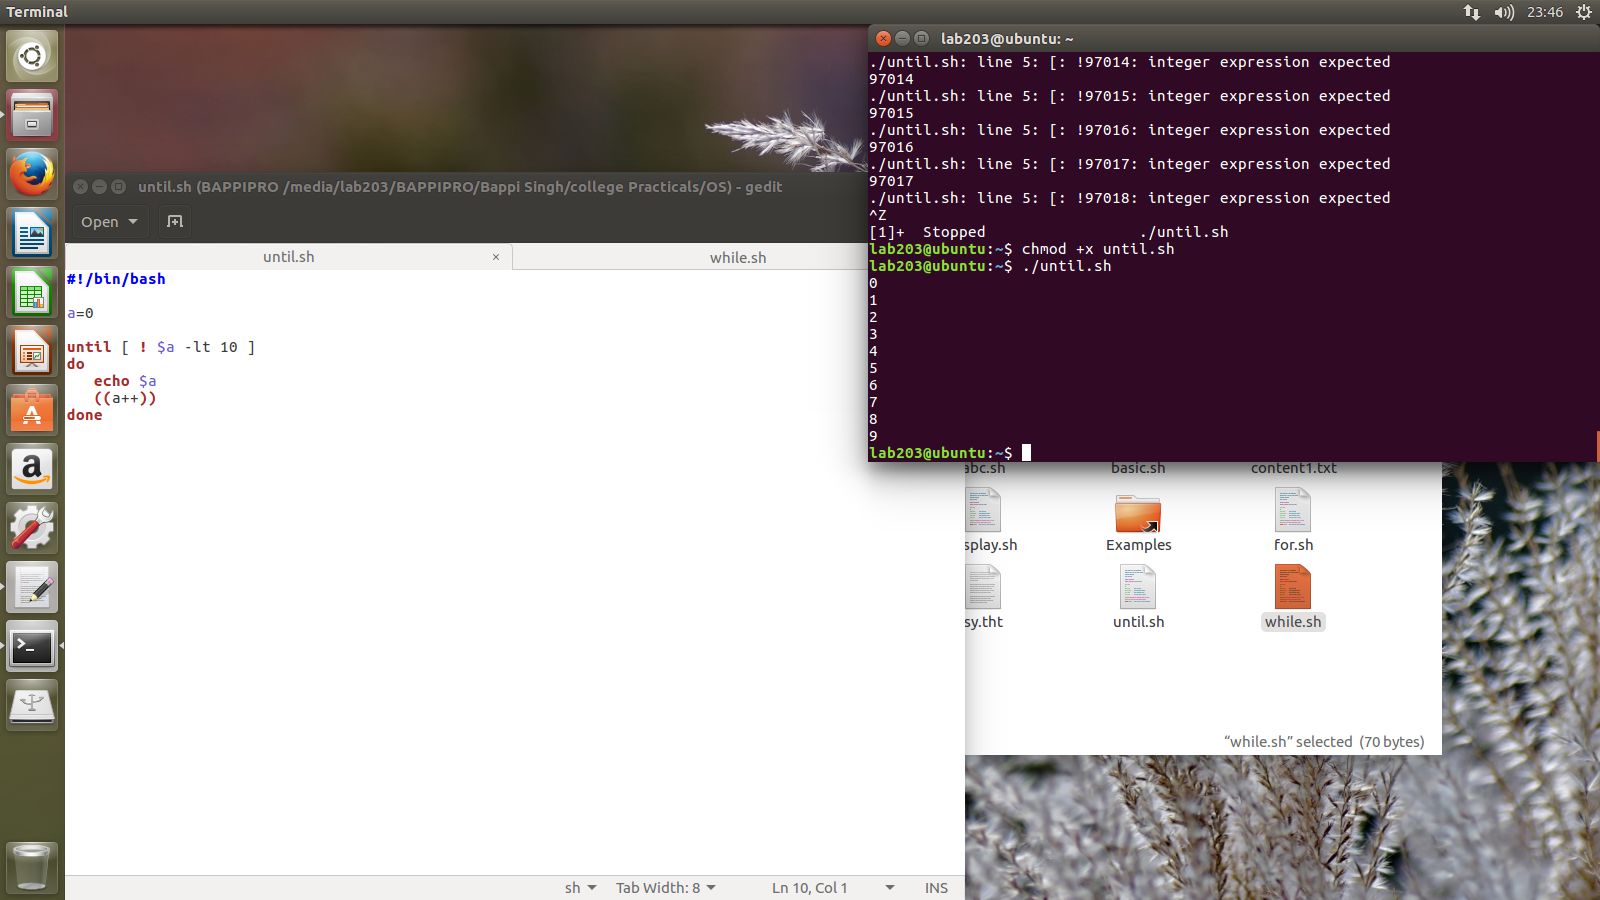 Terminal
23:46
lab203@ubuntu: ~
./until.sh: line 5: [: !97014: integer expression expected
97014
./until.sh: line 5: [: !97015: integer expression expected
97015
./until.sh: line 5: [: !97016: integer expression expected
97016
./until.sh: line 5: [: !97017: integer expression expected
97017
./until.sh: line 5: [: !97018: integer expression expected
^Z
[1]+  Stopped                 ./until.sh
lab203@ubuntu:~$ chmod +x until.sh
lab203@ubuntu:~$ ./until.sh
0
1
2
3
4
5
6
7
8
9
lab203@ubuntu:~$
until.sh (BAPPIPRO /media/lab203/BAPPIPRO/Bappi Singh/college Practicals/OS) - gedit
Open
until.sh × while.sh
#!/bin/bash
a=0
until [ ! $a -lt 10 ]
do
   echo $a
   ((a++))
done
sh Tab Width: 8 Ln 10, Col 1 INS
abc.sh basic.sh content1.txt
splay.sh Examples for.sh
sy.tht until.sh while.sh
“while.sh” selected (70 bytes)